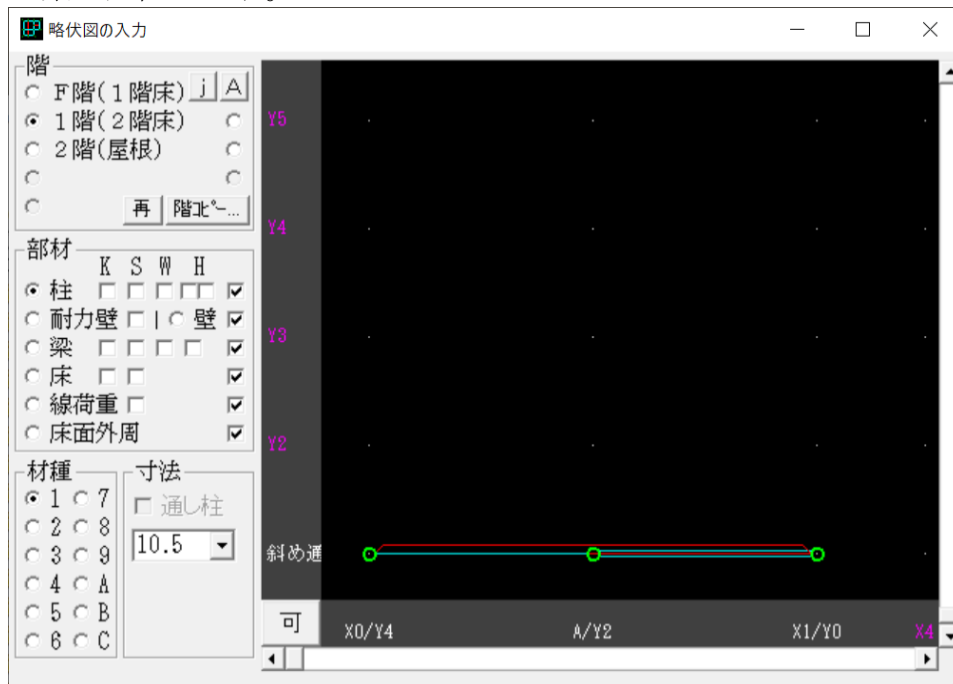 略伏図の入力
階
F階(1階床) j A
1階(2階床)
2階(屋根)
再 階ｺﾋﾟｰ...
部材
K S W H
柱
耐力壁 | 壁
梁
床
線荷重
床面外周
材種
1 7
2 8
3 9
4 A
5 B
6 C
寸法
通し柱
10.5
Y5
Y4
Y3
Y2
斜め通
可
X0/Y4 A/Y2 X1/Y0 X4